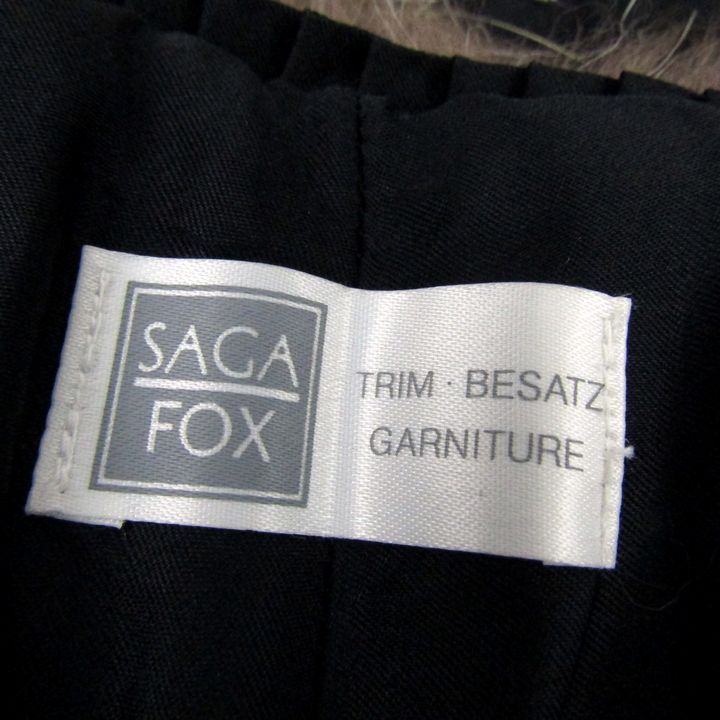 SAGA
FOX
TRIM · BESATZ
GARNITURE